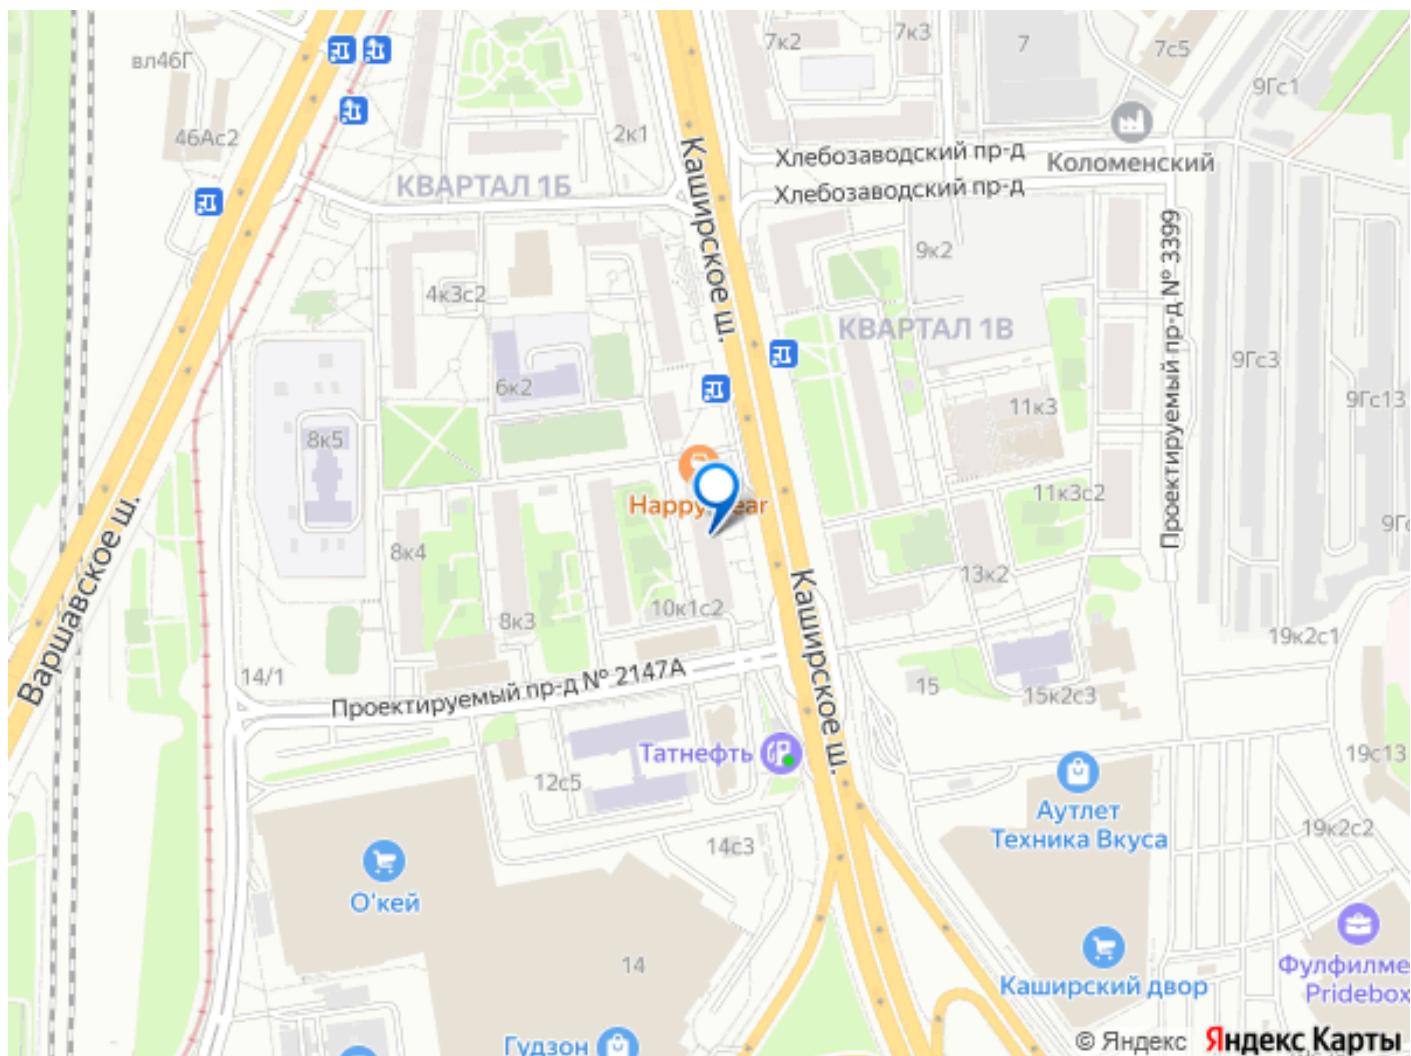 7к2
7к3
7
7с5
вл46Г
9Гс1
46Ас2
2к1
Хлебозаводский пр-д
Коломенский
КВАРТАЛ 1Б
Хлебозаводский пр-д
Каширское ш.
Проектируемый пр-д № 3399
9к2
4к3с2
КВАРТАЛ 1В
9Гс3
6к2
9Гс13
11к3
8к5
11к3с2
Happy
Варшавское ш.
8к4
13к2
Каширское ш.
10к1с2
8к3
19к2с1
14/1
Проектируемый пр-д № 2147А
15
15к2с3
Татнефть
19с13
12с5
Аутлет
Техника Вкуса
14с3
19к2с2
О'кей
14
Каширский двор
Pridebox
Гудзон
© Яндекс Яндекс Карты